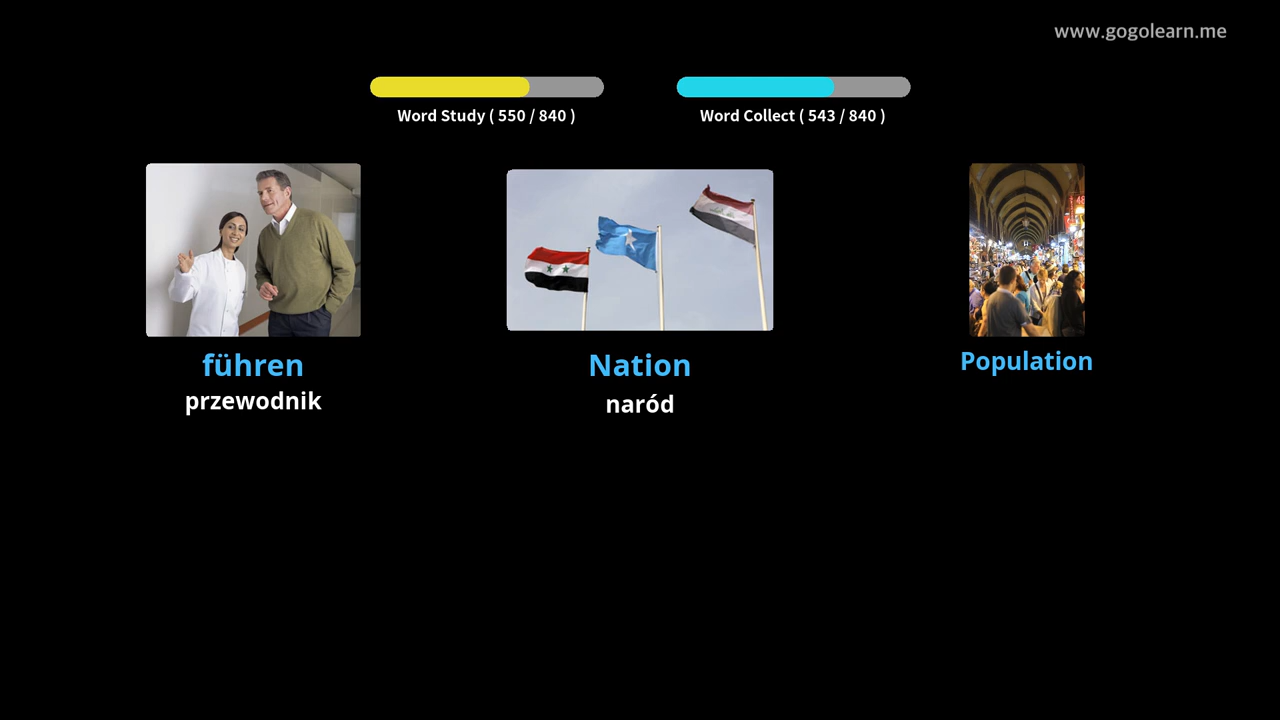 www.gogolearn.me
Word Study ( 550 / 840 )
Word Collect ( 543 / 840 )
führen
przewodnik
Nation
naród
Population